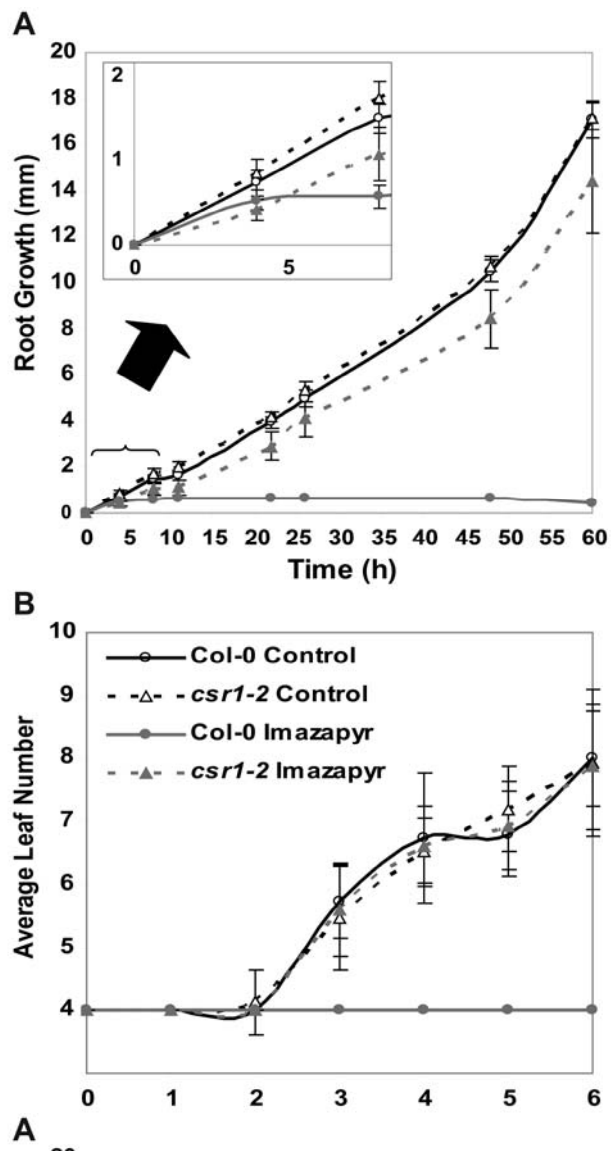 A
20
18
16
14
12
10
8
6
4
2
0
Root Growth (mm)
2
1
0
0 5
0 5 10 15 20 25 30 35 40 45 50 55 60
Time (h)
B
10
9
8
7
6
5
4
Average Leaf Number
Col-0 Control
csr1-2 Control
Col-0 Imazapyr
csr1-2 Imazapyr
0 1 2 3 4 5 6
A